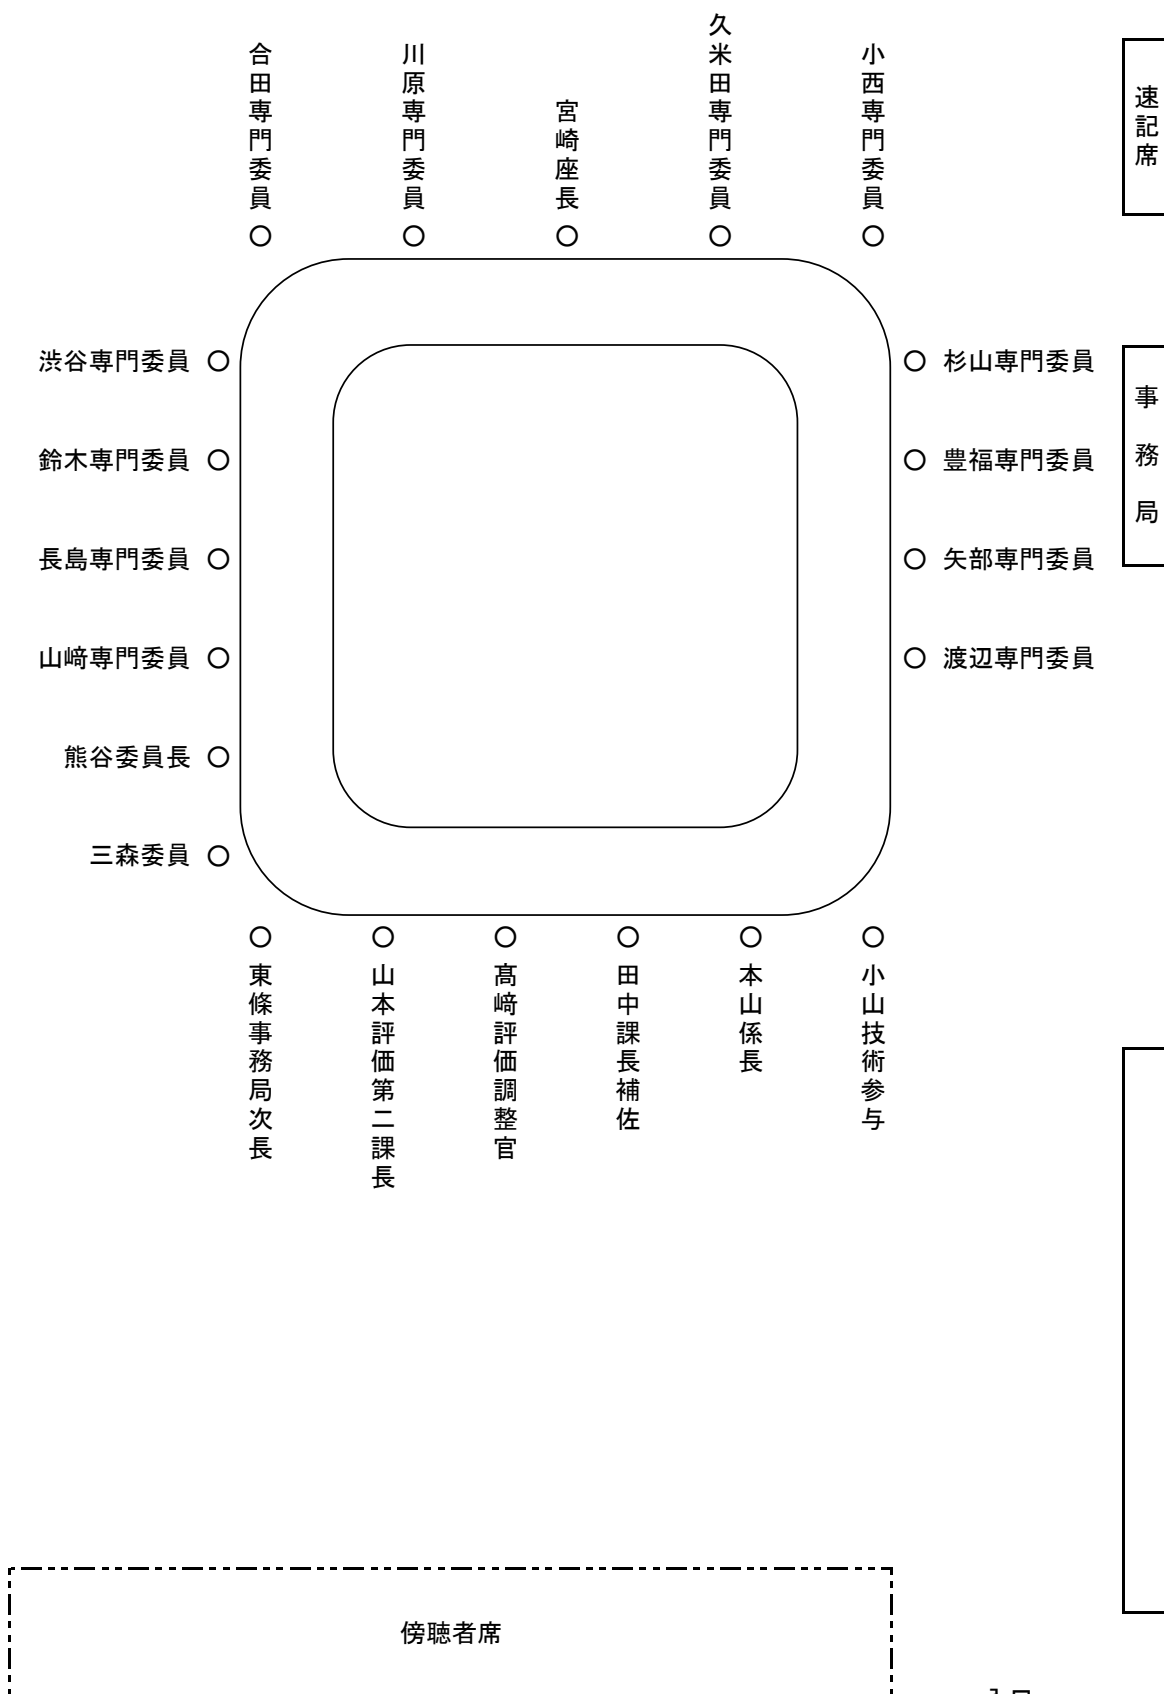 合田専門委員
川原専門委員
宮崎座長
久米田専門委員
小西専門委員
速記席
渋谷専門委員
杉山専門委員
鈴木専門委員
豊福専門委員
長島専門委員
矢部専門委員
山﨑専門委員
渡辺専門委員
熊谷委員長
三森委員
事務局
東條事務局次長
山本評価第二課長
髙﨑評価調整官
田中課長補佐
本山係長
小山技術参与
傍聴者席